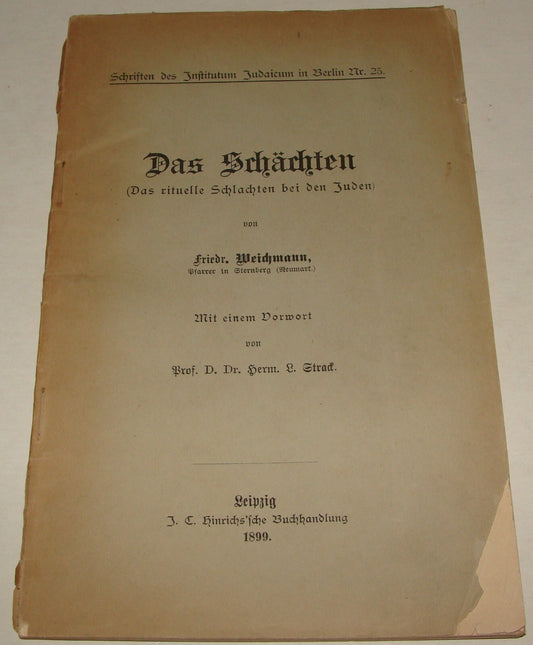 Schriften des Institutum Judaicum in Berlin Nr. 25.
Das Schächten
(Das rituelle Schlachten bei den Juden)
von
Friedr. Weichmann,
Pfarrer in Sternberg (Neumark.)
Mit einem Vorwort
von
Prof. D. Dr. Herm. L. Strack.
Leipzig
J. C. Hinrichs'sche Buchhandlung
1899.